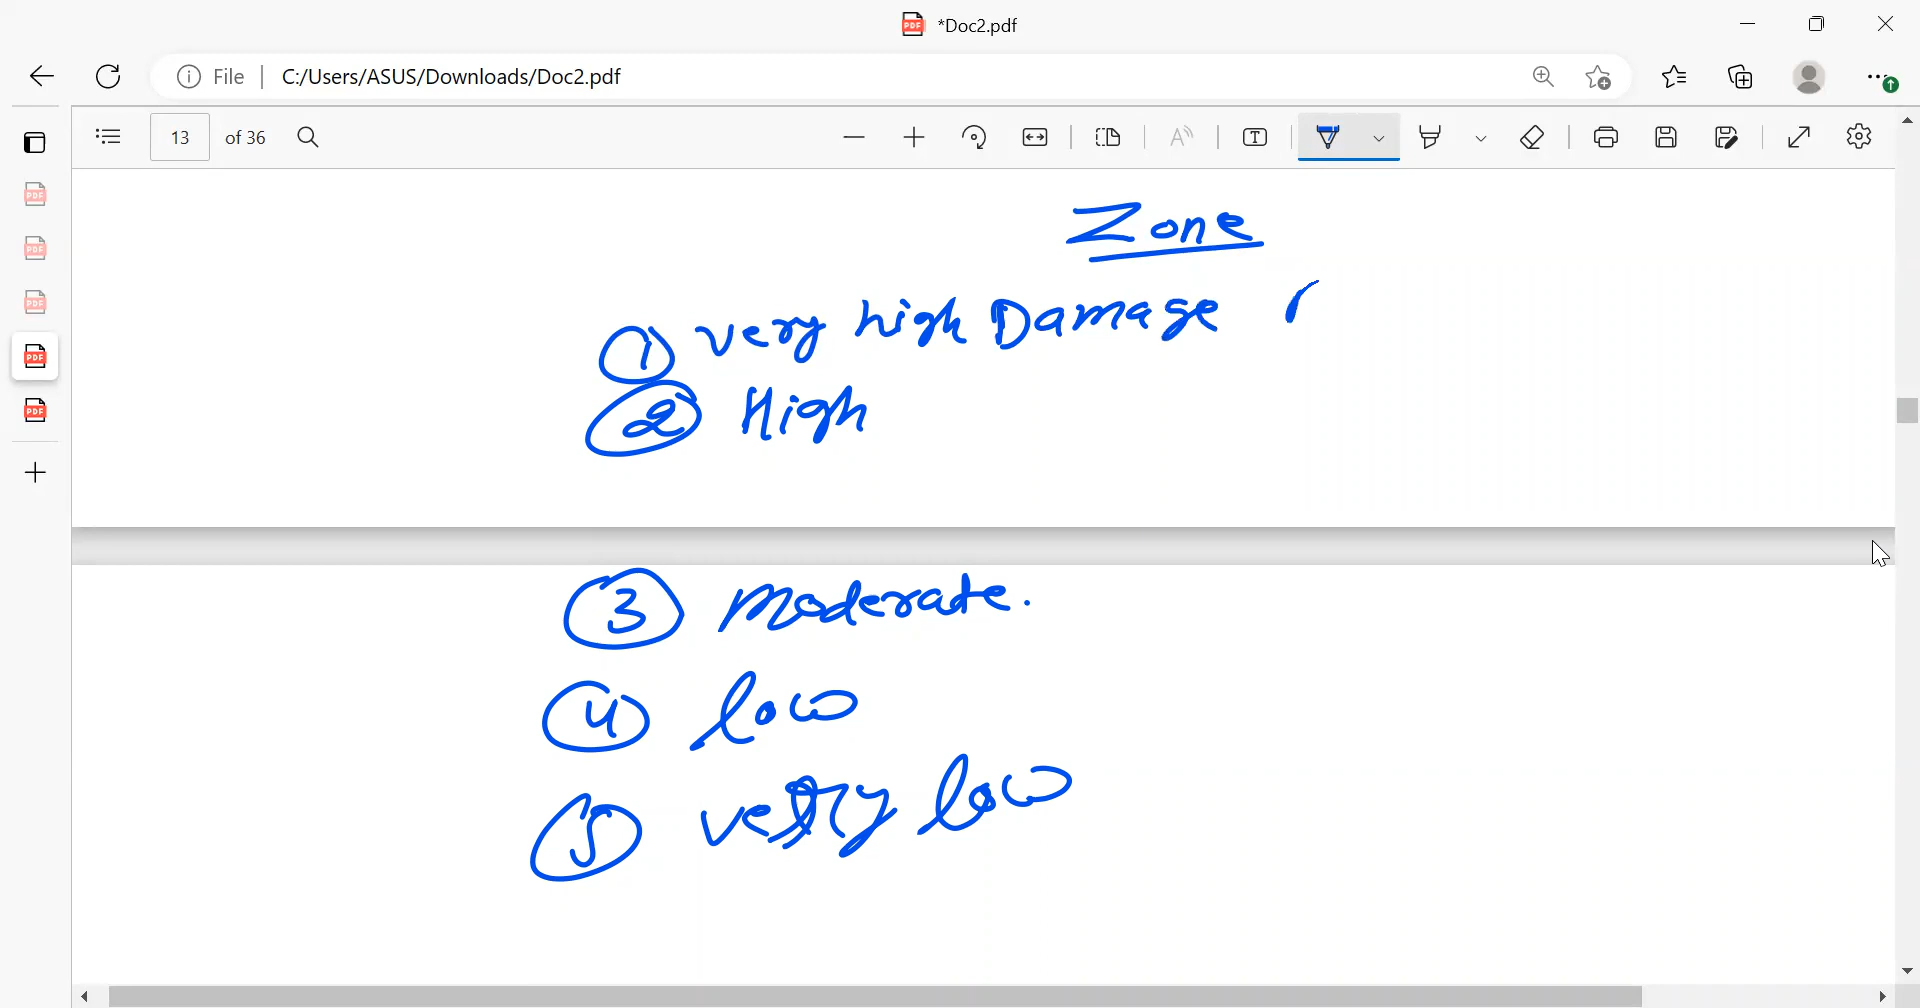 *Doc2.pdf
File C:/Users/ASUS/Downloads/Doc2.pdf
13 of 36
Zone
① very high Damage (
② High
③ Moderate.
④ low
⑤ very low